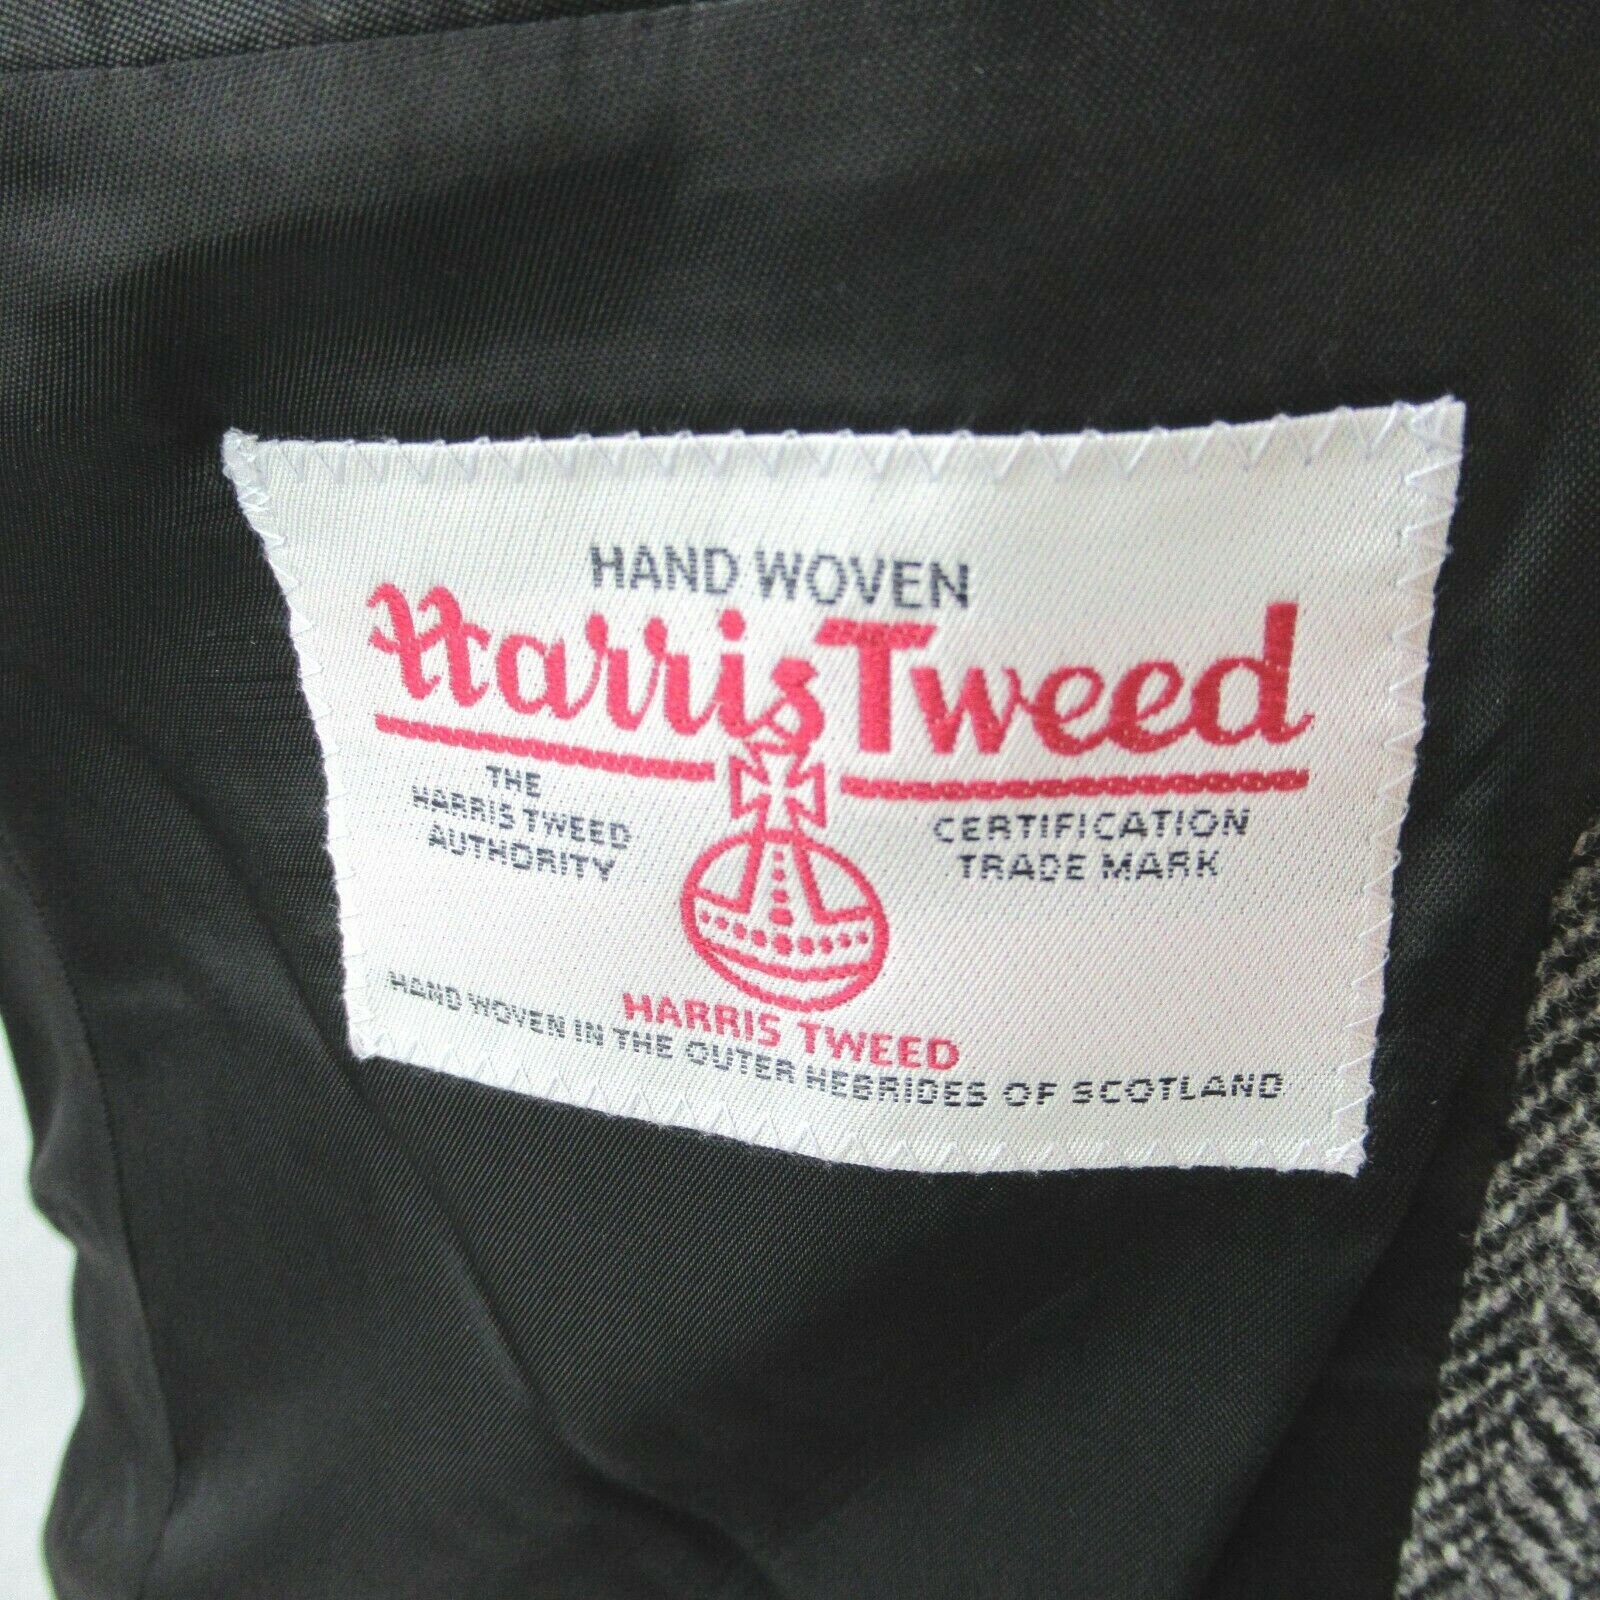 HAND WOVEN
Harris Tweed
THE
HARRIS TWEED
AUTHORITY
CERTIFICATION
TRADE MARK
HARRIS TWEED
HAND WOVEN IN THE OUTER HEBRIDES OF SCOTLAND